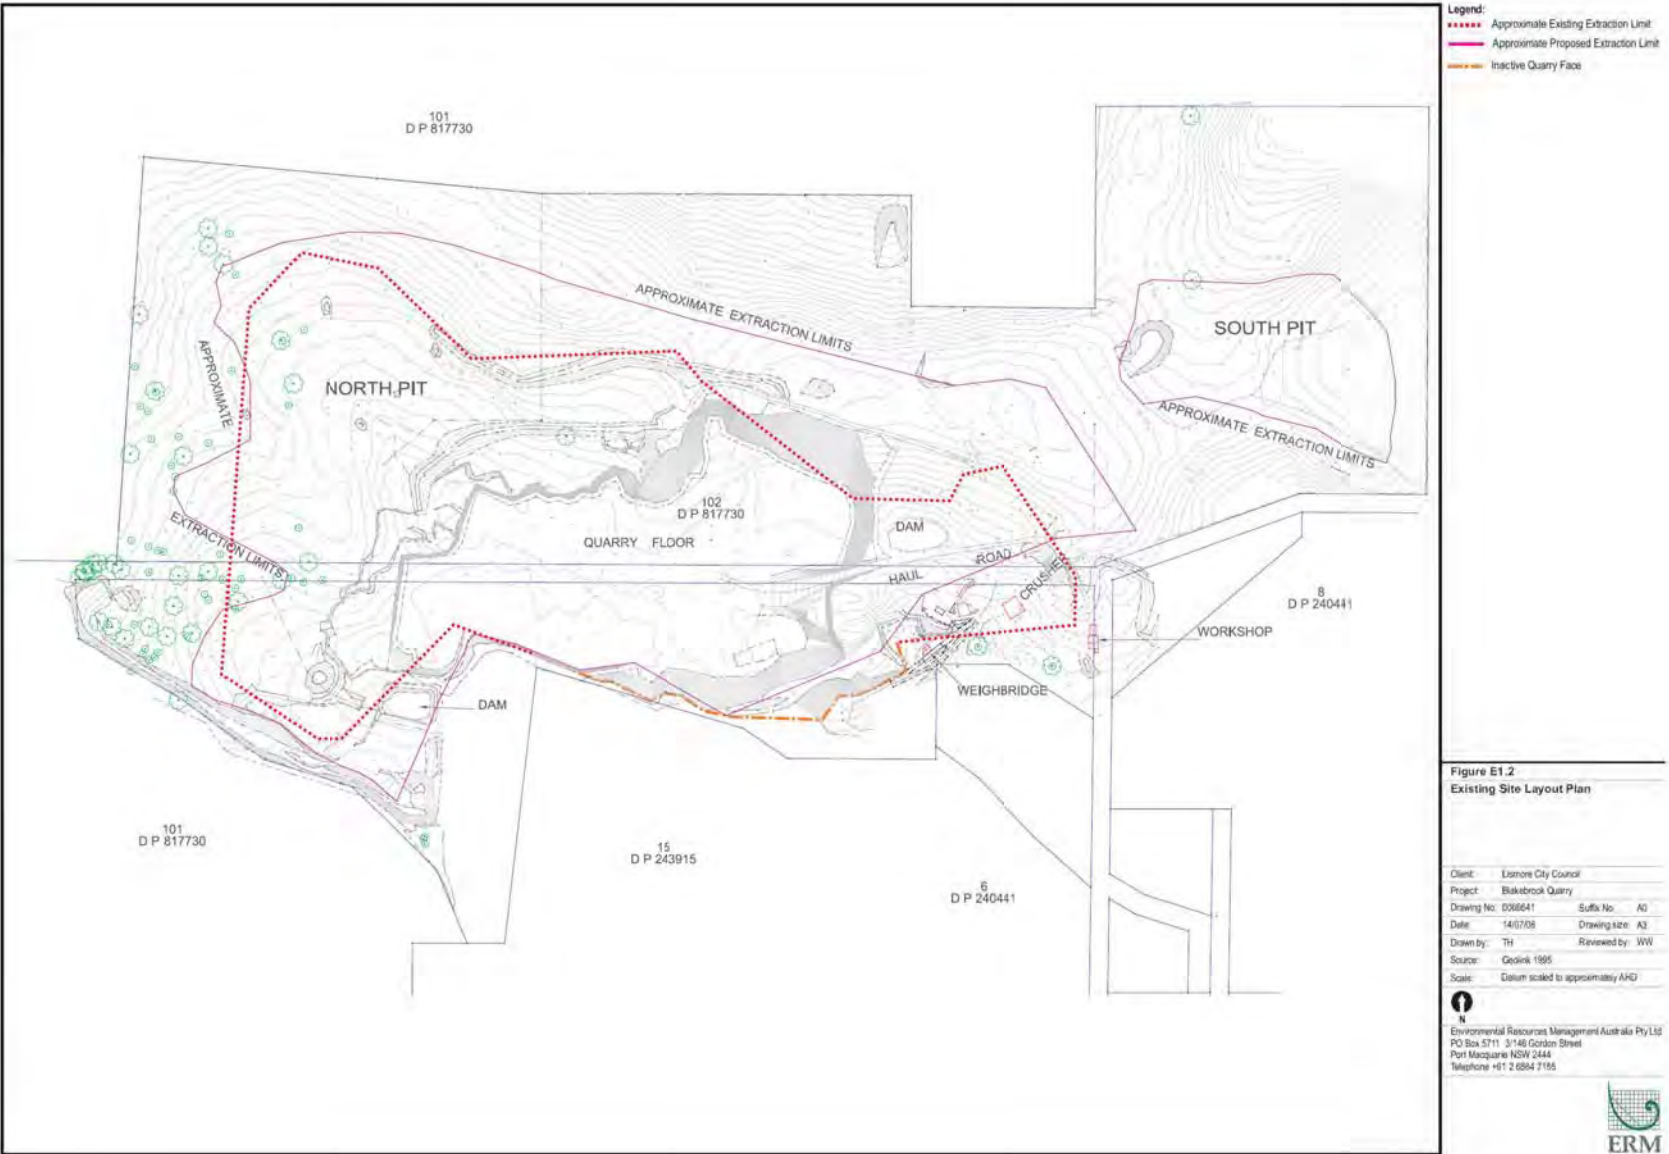 Legend:
Approximate Existing Extraction Limit
Approximate Proposed Extraction Limit
Inactive Quarry Face
101
D P 817730
APPROXIMATE EXTRACTION LIMITS
SOUTH PIT
APPROXIMATE
NORTH PIT
APPROXIMATE EXTRACTION LIMITS
102
D P 817730
EXTRACTION LIMITS
QUARRY FLOOR
DAM
HAUL ROAD
CRUSHER
8
D P 240441
WORKSHOP
WEIGHBRIDGE
DAM
101
D P 817730
15
D P 243915
6
D P 240441
Figure E1.2
Existing Site Layout Plan
Client: Lismore City Council
Project: Blakebrook Quarry
Drawing No: Suffix No: A0
Date: 14/07/08 Drawing size: A3
Drawn by: TH Reviewed by: WW
Source: Geolink 1995
Scale: Datum scaled to approximately AHD
N
Environmental Resources Management Australia Pty Ltd
PO Box 5711 3/146 Gordon Street
Port Macquarie NSW 2444
Telephone +61 2
ERM